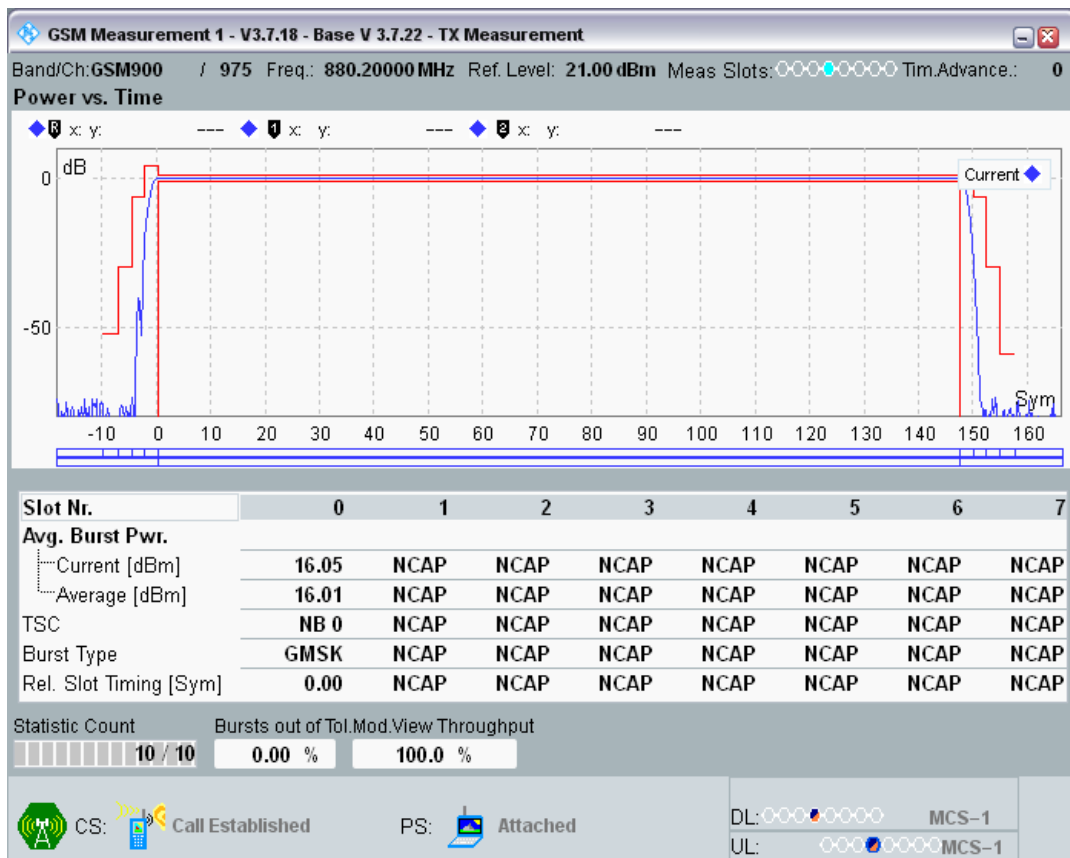 GSM Measurement 1 - V3.7.18 - Base V 3.7.22 - TX Measurement
Band/Ch:GSM900 / 975 Freq.: 880.20000 MHz Ref. Level: 21.00 dBm Meas Slots: Tim.Advance.: 0
Power vs. Time
R x: y: --- 1 x: y: --- 2 x: y: ---
dB
0
Current
-50
Sym
-10 0 10 20 30 40 50 60 70 80 90 100 110 120 130 140 150 160
Slot Nr. 0 1 2 3 4 5 6 7
Avg. Burst Pwr.
Current [dBm] 16.05 NCAP NCAP NCAP NCAP NCAP NCAP NCAP
Average [dBm] 16.01 NCAP NCAP NCAP NCAP NCAP NCAP NCAP
TSC NB 0 NCAP NCAP NCAP NCAP NCAP NCAP NCAP
Burst Type GMSK NCAP NCAP NCAP NCAP NCAP NCAP NCAP
Rel. Slot Timing [Sym] 0.00 NCAP NCAP NCAP NCAP NCAP NCAP NCAP
Statistic Count Bursts out of Tol.Mod.View Throughput
10 / 10 0.00 % 100.0 %
CS: Call Established PS: Attached
DL: MCS-1
UL: MCS-1